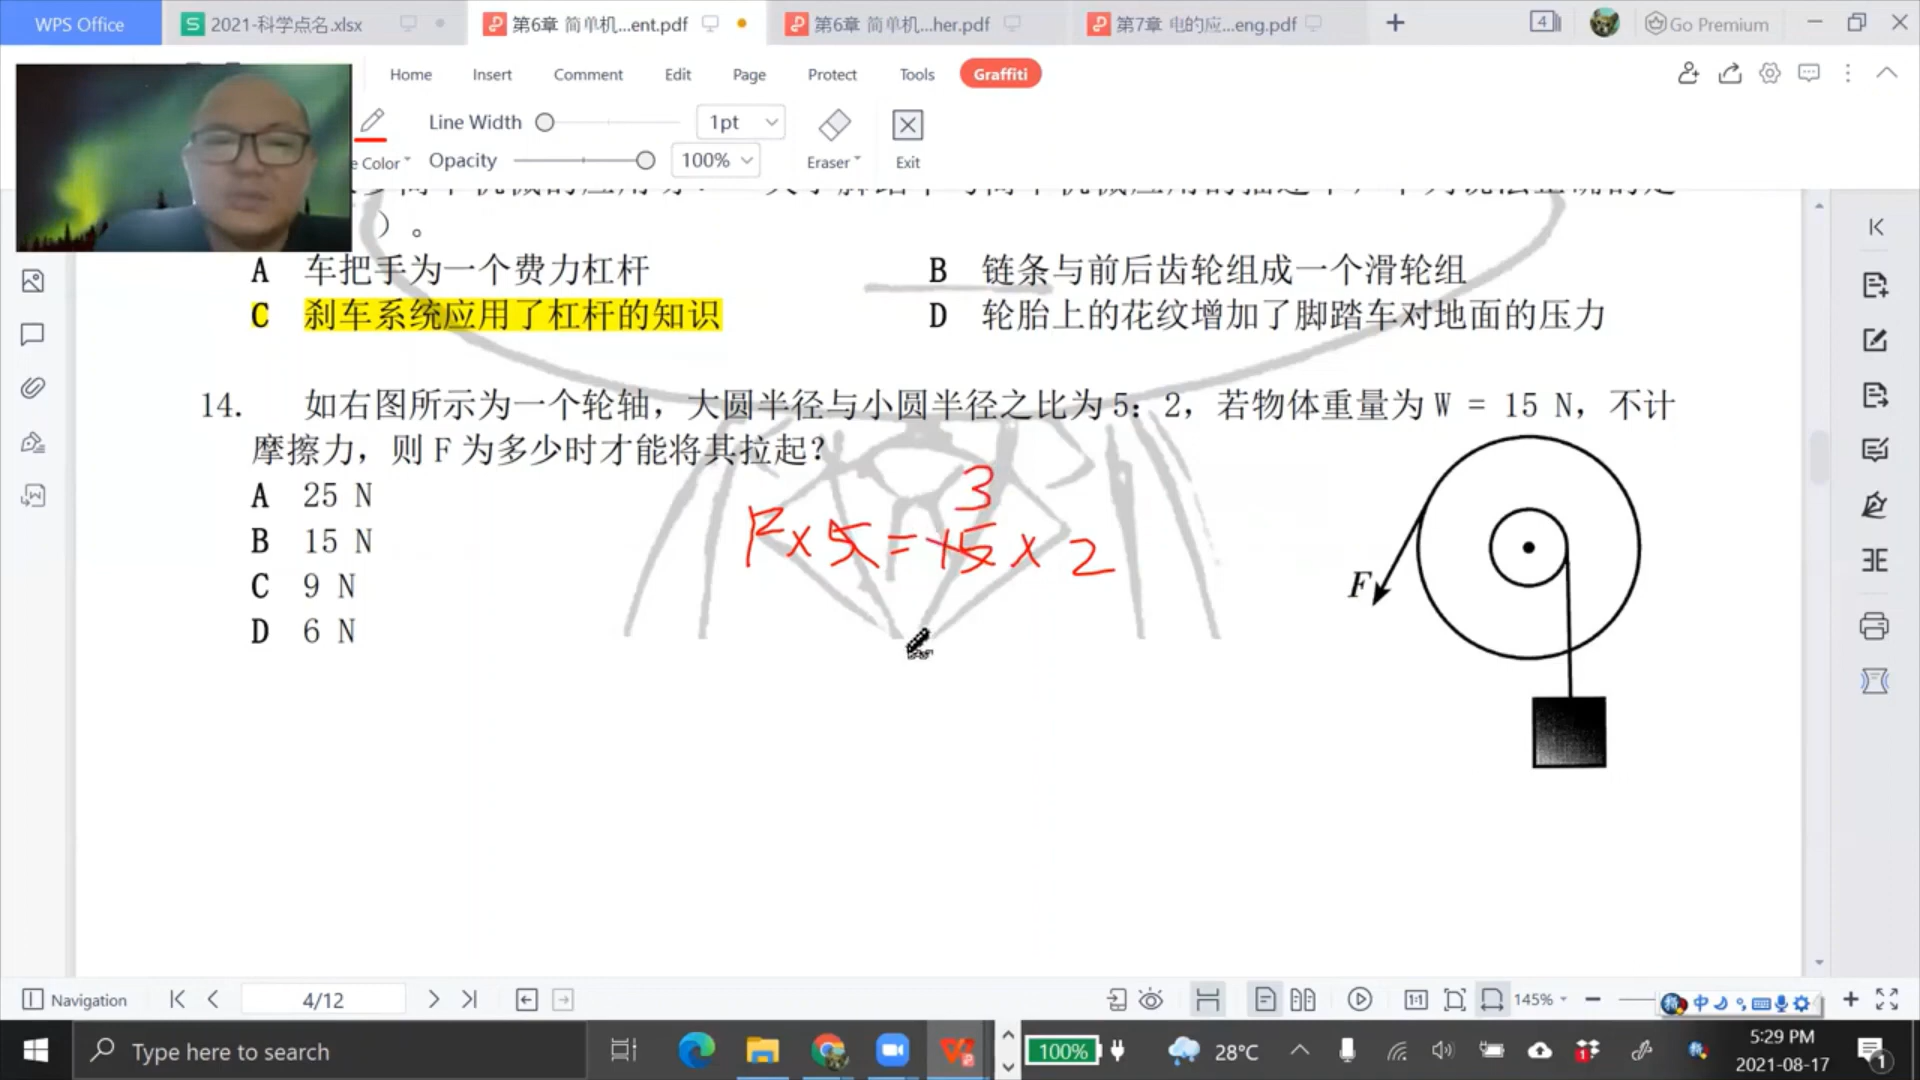 WPS Office
2021-科学点名.xlsx
第6章 简单机...ent.pdf
第6章 简单机...her.pdf
第7章 电的应...eng.pdf
4
Go Premium
Home
Insert
Comment
Edit
Page
Protect
Tools
Graffiti
e Color
Line Width
1pt
Opacity
100%
Eraser
Exit
）。
A 车把手为一个费力杠杆
B 链条与前后齿轮组成一个滑轮组
C 刹车系统应用了杠杆的知识
D 轮胎上的花纹增加了脚踏车对地面的压力
14. 如右图所示为一个轮轴，大圆半径与小圆半径之比为 5：2，若物体重量为 W = 15 N，不计
摩擦力，则 F 为多少时才能将其拉起？
A 25 N
B 15 N
C 9 N
D 6 N
3
F×5=15×2
F
Navigation
4/12
1:1
145%
中
Type here to search
100%
28°C
1
5:29 PM
2021-08-17
1